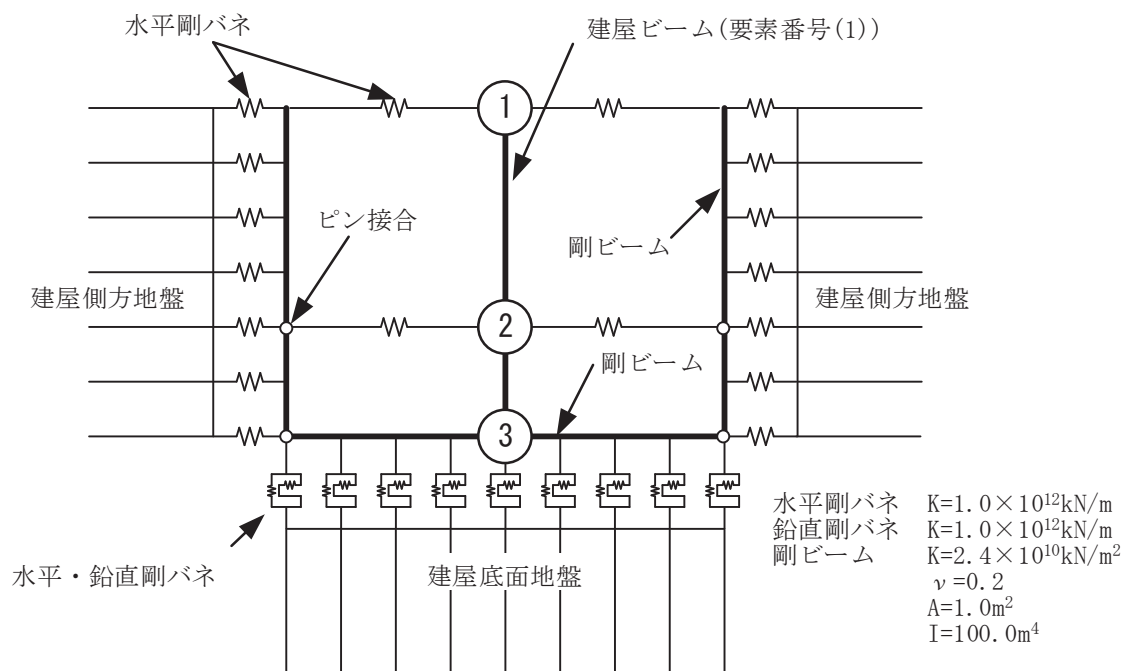 水平剛バネ
建屋ビーム(要素番号(1))
1
ピン接合
剛ビーム
建屋側方地盤
建屋側方地盤
2
剛ビーム
3
水平剛バネ K=1.0×10¹²kN/m
鉛直剛バネ K=1.0×10¹²kN/m
剛ビーム K=2.4×10¹⁰kN/m²
ν=0.2
A=1.0m²
I=100.0m⁴
水平・鉛直剛バネ
建屋底面地盤